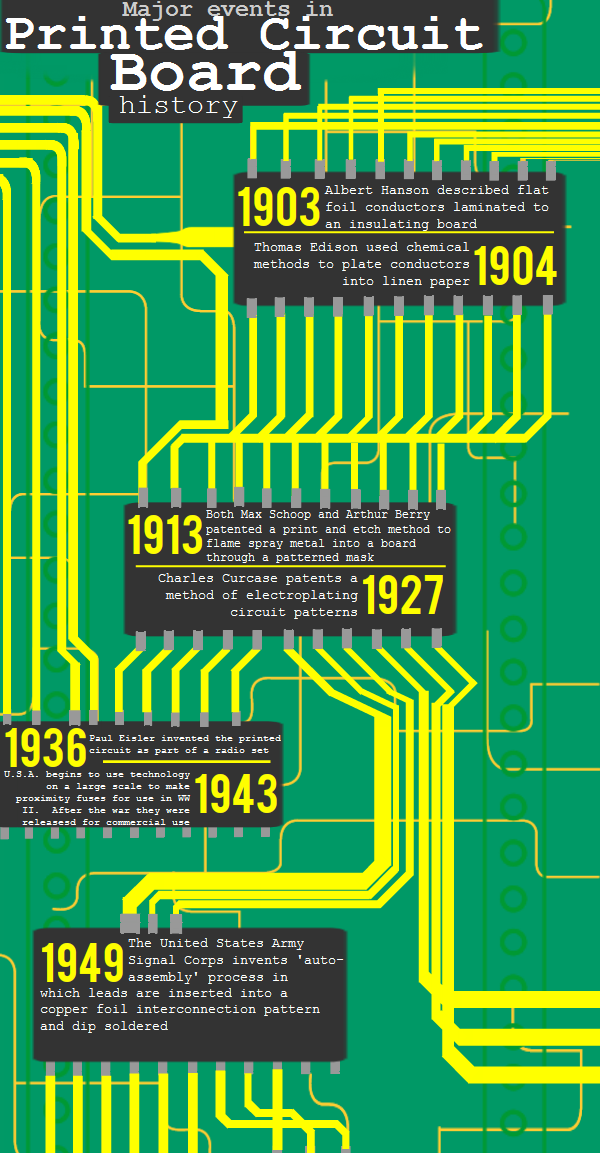 Major events in
Printed Circuit
Board
history
1903
Albert Hanson described flat
foil conductors laminated to
an insulating board
Thomas Edison used chemical
methods to plate conductors
into linen paper
1904
1913
Both Max Schoop and Arthur Berry
patented a print and etch method to
flame spray metal into a board
through a patterned mask
Charles Curcase patents a
method of electroplating
circuit patterns
1927
1936
Paul Eisler invented the printed
circuit as part of a radio set
U.S.A. begins to use technology
on a large scale to make
proximity fuses for use in WW
II. After the war they were
releasesd for commercial use
1943
1949
The United States Army
Signal Corps invents 'auto-
assembly' process in
which leads are inserted into a
copper foil interconnection pattern
and dip soldered